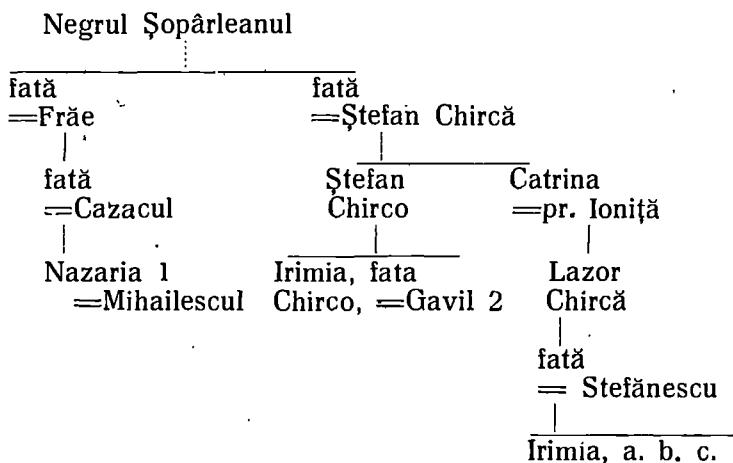 Negrul Şopârleanul
fată fată
=Frăe =Ştefan Chircă
fată Ştefan Catrina
=Cazacul Chirco =pr. Ioniţă
Nazaria 1 Irimia, fata Lazor
=Mihailescul Chirco, =Gavil 2 Chircă
fată
= Stefănescu
Irimia, a. b. c.